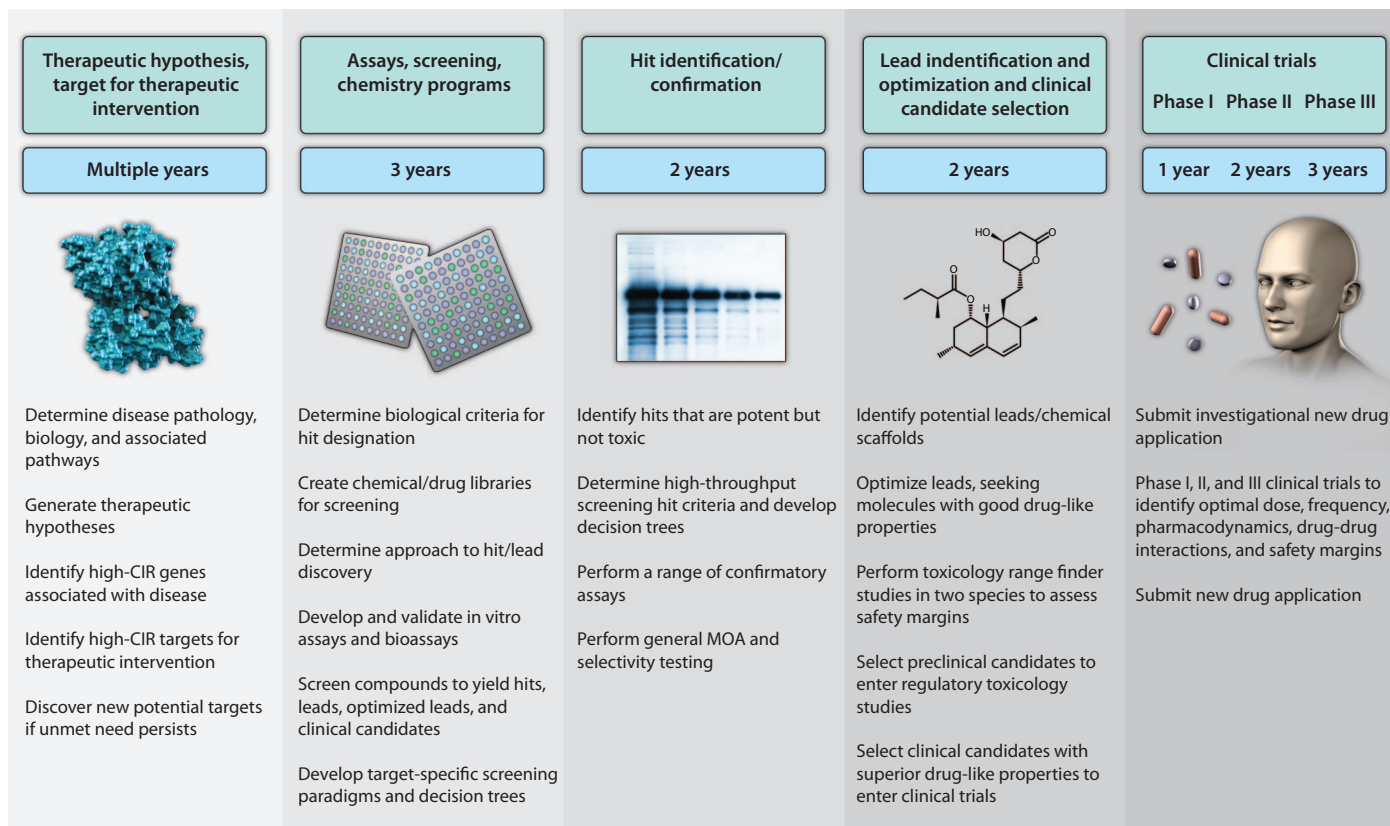 Therapeutic hypothesis,
target for therapeutic
intervention
Multiple years
Determine disease pathology,
biology, and associated
pathways
Generate therapeutic
hypotheses
Identify high-CIR genes
associated with disease
Identify high-CIR targets for
therapeutic intervention
Discover new potential targets
if unmet need persists
Assays, screening,
chemistry programs
3 years
Determine biological criteria for
hit designation
Create chemical/drug libraries
for screening
Determine approach to hit/lead
discovery
Develop and validate in vitro
assays and bioassays
Screen compounds to yield hits,
leads, optimized leads, and
clinical candidates
Develop target-specific screening
paradigms and decision trees
Hit identification/
confirmation
2 years
Identify hits that are potent but
not toxic
Determine high-throughput
screening hit criteria and develop
decision trees
Perform a range of confirmatory
assays
Perform general MOA and
selectivity testing
Lead indentification and
optimization and clinical
candidate selection
2 years
HO
O
O
O
O
H
Identify potential leads/chemical
scaffolds
Optimize leads, seeking
molecules with good drug-like
properties
Perform toxicology range finder
studies in two species to assess
safety margins
Select preclinical candidates to
enter regulatory toxicology
studies
Select clinical candidates with
superior drug-like properties to
enter clinical trials
Clinical trials
Phase I Phase II Phase III
1 year 2 years 3 years
Submit investigational new drug
application
Phase I, II, and III clinical trials to
identify optimal dose, frequency,
pharmacodynamics, drug-drug
interactions, and safety margins
Submit new drug application